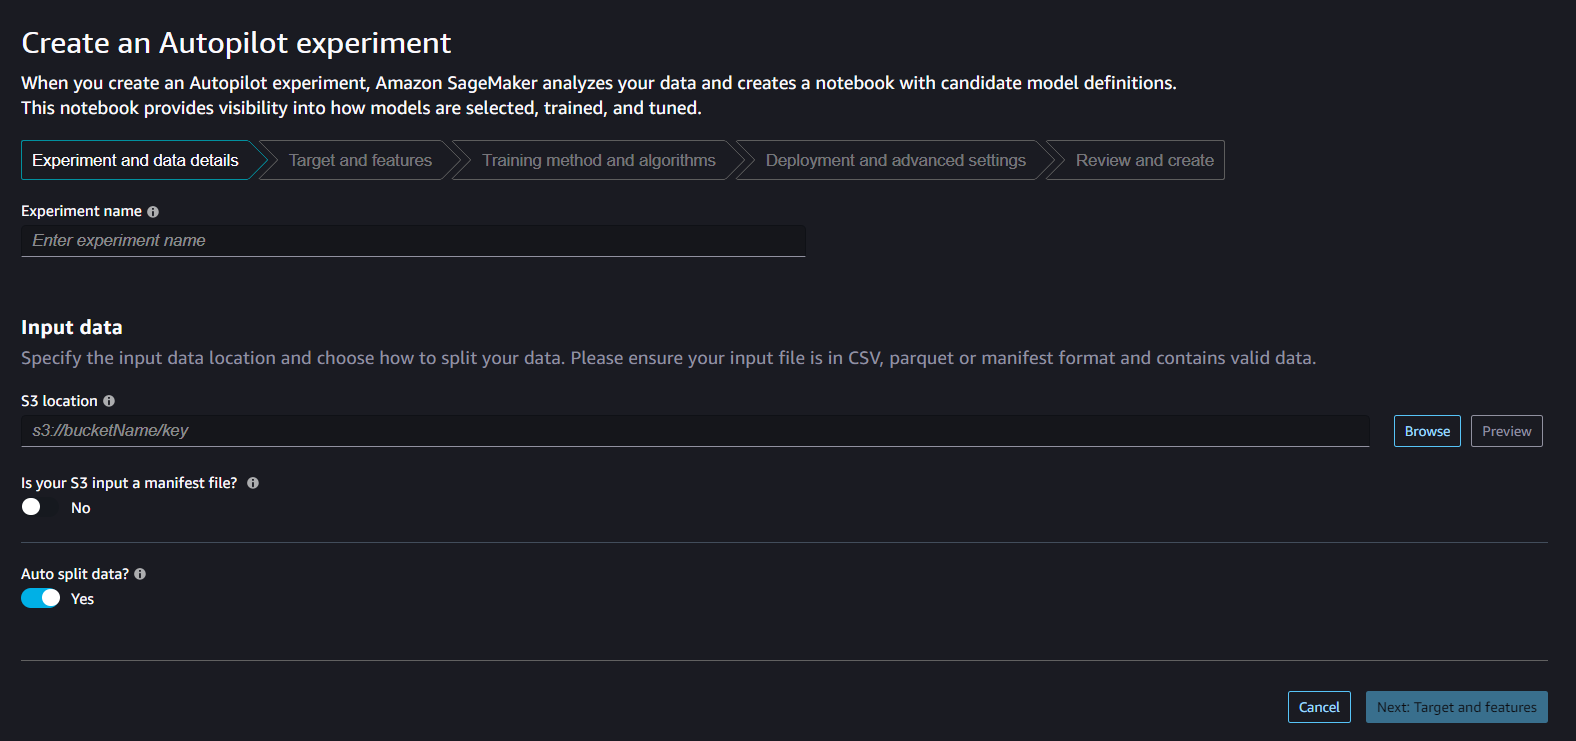 Create an Autopilot experiment
When you create an Autopilot experiment, Amazon SageMaker analyzes your data and creates a notebook with candidate model definitions.
This notebook provides visibility into how models are selected, trained, and tuned.
Experiment and data details Target and features Training method and algorithms Deployment and advanced settings Review and create
Experiment name
Enter experiment name
Input data
Specify the input data location and choose how to split your data. Please ensure your input file is in CSV, parquet or manifest format and contains valid data.
S3 location
s3://bucketName/key Browse Preview
Is your S3 input a manifest file?
No
Auto split data?
Yes
Cancel Next: Target and features